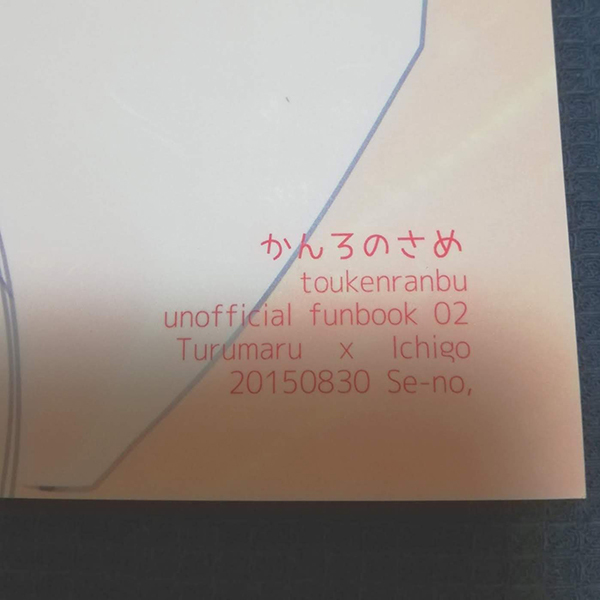 かんろのさめ
toukenranbu
unofficial funbook 02
Turumaru x Ichigo
20150830 Se-no,